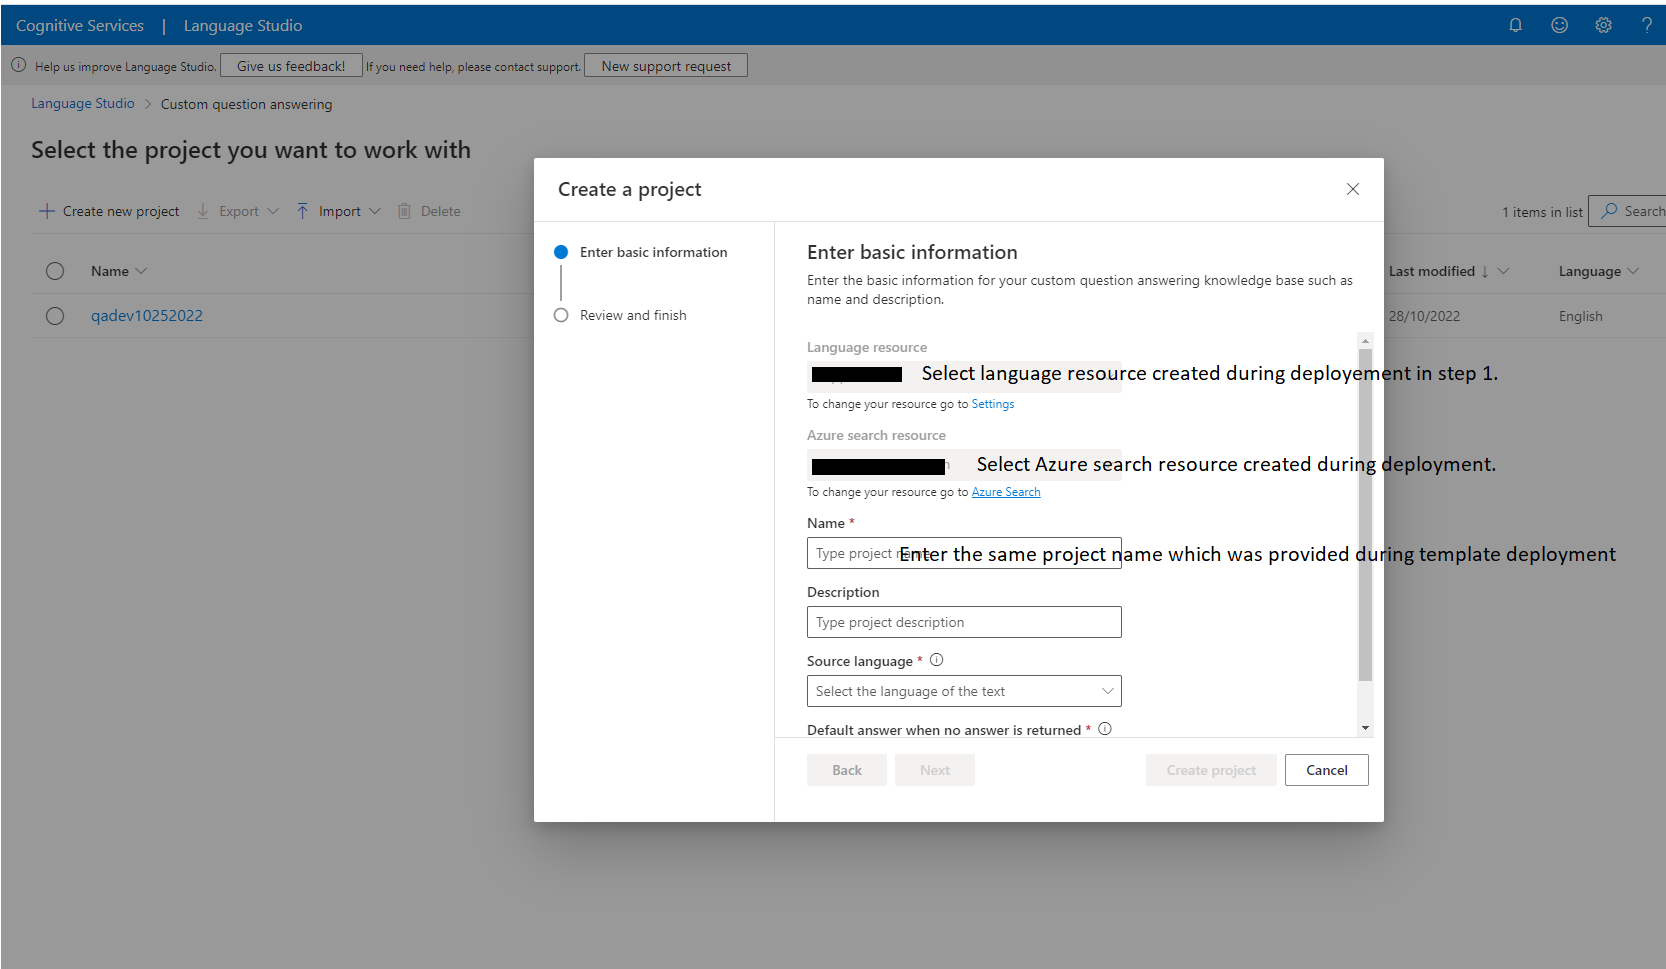 Cognitive Services | Language Studio
Help us improve Language Studio. Give us feedback! If you need help, please contact support. New support request
Language Studio > Custom question answering
Select the project you want to work with
Create new project Export Import Delete
1 items in list Search
Name
Last modified ↓ Language
qadev10252022
28/10/2022 English
Create a project
Enter basic information
Review and finish
Enter basic information
Enter the basic information for your custom question answering knowledge base such as
name and description.
Language resource
Select language resource created during deployement in step 1.
To change your resource go to Settings
Azure search resource
Select Azure search resource created during deployment.
To change your resource go to Azure Search
Name *
Type project name
Enter the same project name which was provided during template deployment
Description
Type project description
Source language *
Select the language of the text
Default answer when no answer is returned *
Back Next Create project Cancel